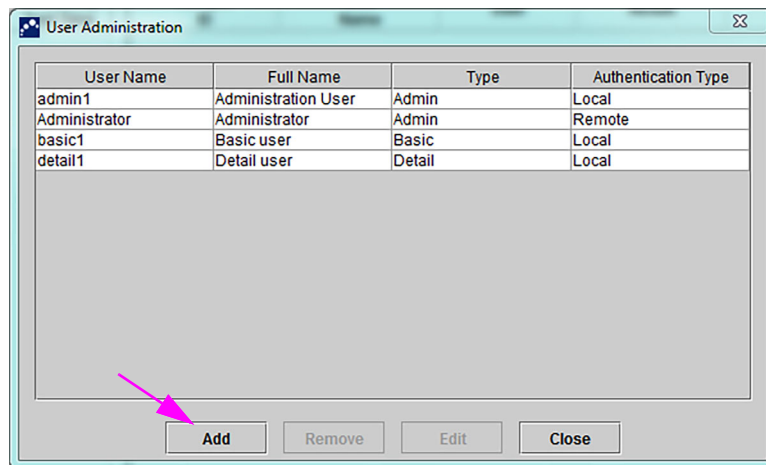 User Administration
User Name Full Name Type Authentication Type
admin1 Administration User Admin Local
Administrator Administrator Admin Remote
basic1 Basic user Basic Local
detail1 Detail user Detail Local
Add Remove Edit Close